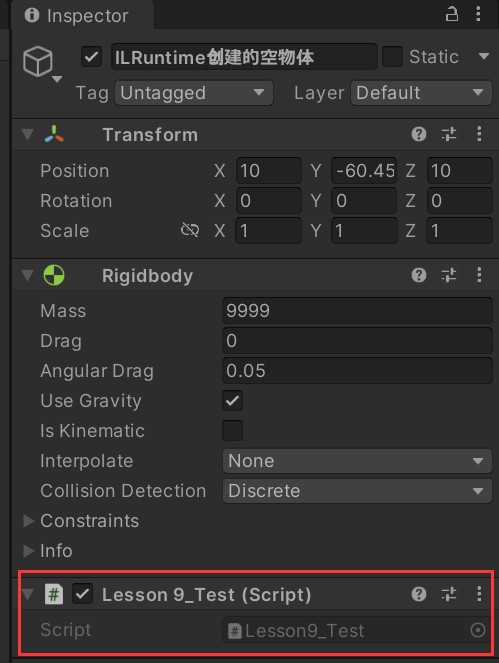 Inspector
ILRuntime创建的空物体 Static
Tag Untagged Layer Default
Transform
Position X 10 Y -60.45 Z 10
Rotation X 0 Y 0 Z 0
Scale X 1 Y 1 Z 1
Rigidbody
Mass 9999
Drag 0
Angular Drag 0.05
Use Gravity
Is Kinematic
Interpolate None
Collision Detection Discrete
Constraints
Info
# Lesson 9_Test (Script)
Script # Lesson9_Test